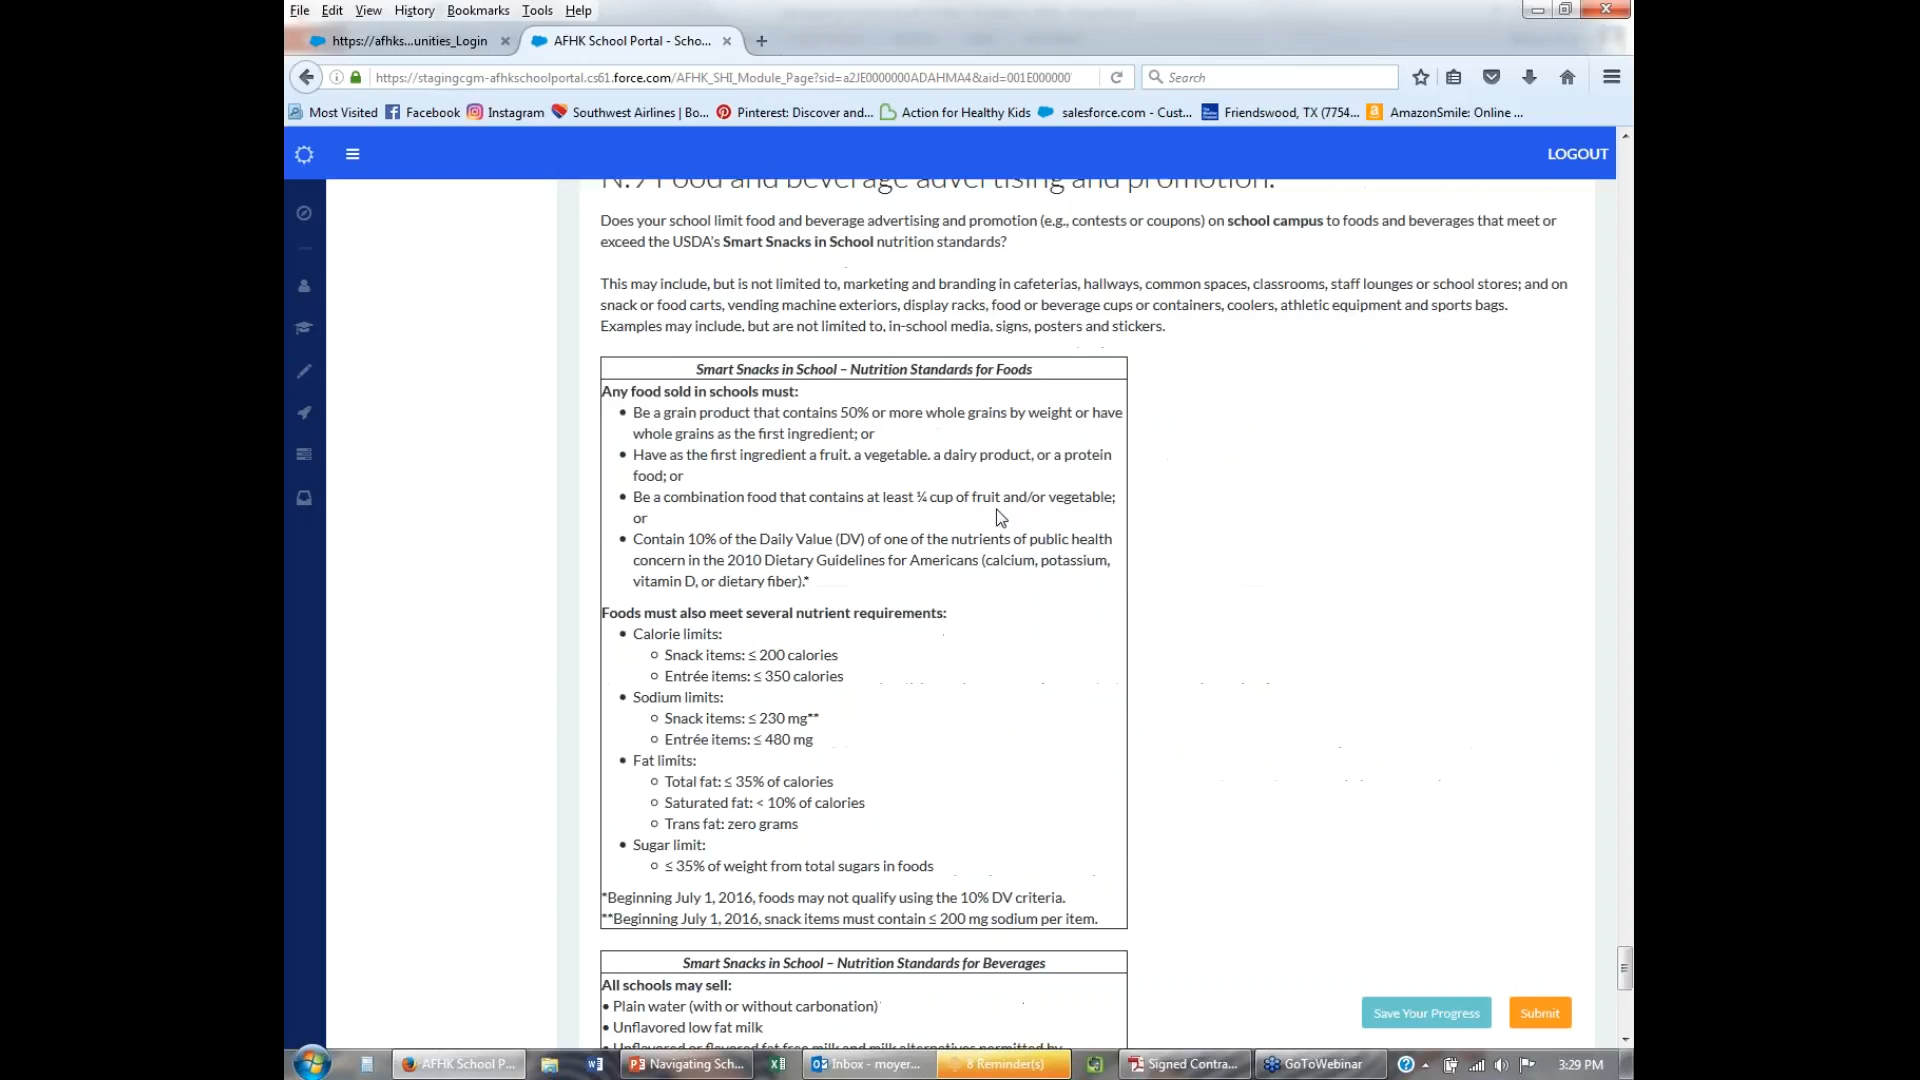 File Edit View History Bookmarks Tools Help
https://afhks...unities_Login
AFHK School Portal - Scho...
https://stagingcgm-afhkschoolportal.cs61.force.com/AFHK_SHI_Module_Page?sid=a2JE0000000ADAHMA4&aid=001E000000
Search
Most Visited Facebook Instagram Southwest Airlines | Bo... Pinterest: Discover and... Action for Healthy Kids salesforce.com - Cust... Friendswood, TX (7754... AmazonSmile: Online ...
LOGOUT
N.9 Food and beverage advertising and promotion.
Does your school limit food and beverage advertising and promotion (e.g., contests or coupons) on school campus to foods and beverages that meet or
exceed the USDA's Smart Snacks in School nutrition standards?
This may include, but is not limited to, marketing and branding in cafeterias, hallways, common spaces, classrooms, staff lounges or school stores; and on
snack or food carts, vending machine exteriors, display racks, food or beverage cups or containers, coolers, athletic equipment and sports bags.
Examples may include, but are not limited to, in-school media, signs, posters and stickers.
Smart Snacks in School – Nutrition Standards for Foods
Any food sold in schools must:
• Be a grain product that contains 50% or more whole grains by weight or have
whole grains as the first ingredient; or
• Have as the first ingredient a fruit, a vegetable, a dairy product, or a protein
food; or
• Be a combination food that contains at least ¼ cup of fruit and/or vegetable;
or
• Contain 10% of the Daily Value (DV) of one of the nutrients of public health
concern in the 2010 Dietary Guidelines for Americans (calcium, potassium,
vitamin D, or dietary fiber).*
Foods must also meet several nutrient requirements:
• Calorie limits:
○ Snack items: ≤ 200 calories
○ Entrée items: ≤ 350 calories
• Sodium limits:
○ Snack items: ≤ 230 mg**
○ Entrée items: ≤ 480 mg
• Fat limits:
○ Total fat: ≤ 35% of calories
○ Saturated fat: < 10% of calories
○ Trans fat: zero grams
• Sugar limit:
○ ≤ 35% of weight from total sugars in foods
*Beginning July 1, 2016, foods may not qualify using the 10% DV criteria.
**Beginning July 1, 2016, snack items must contain ≤ 200 mg sodium per item.
Smart Snacks in School – Nutrition Standards for Beverages
All schools may sell:
• Plain water (with or without carbonation)
• Unflavored low fat milk
• Unflavored or flavored fat free milk and milk alternatives permitted by
Save Your Progress
Submit
AFHK School P... Navigating Sch... Inbox - moyer... 8 Reminder(s) Signed Contra... GoToWebinar 3:29 PM